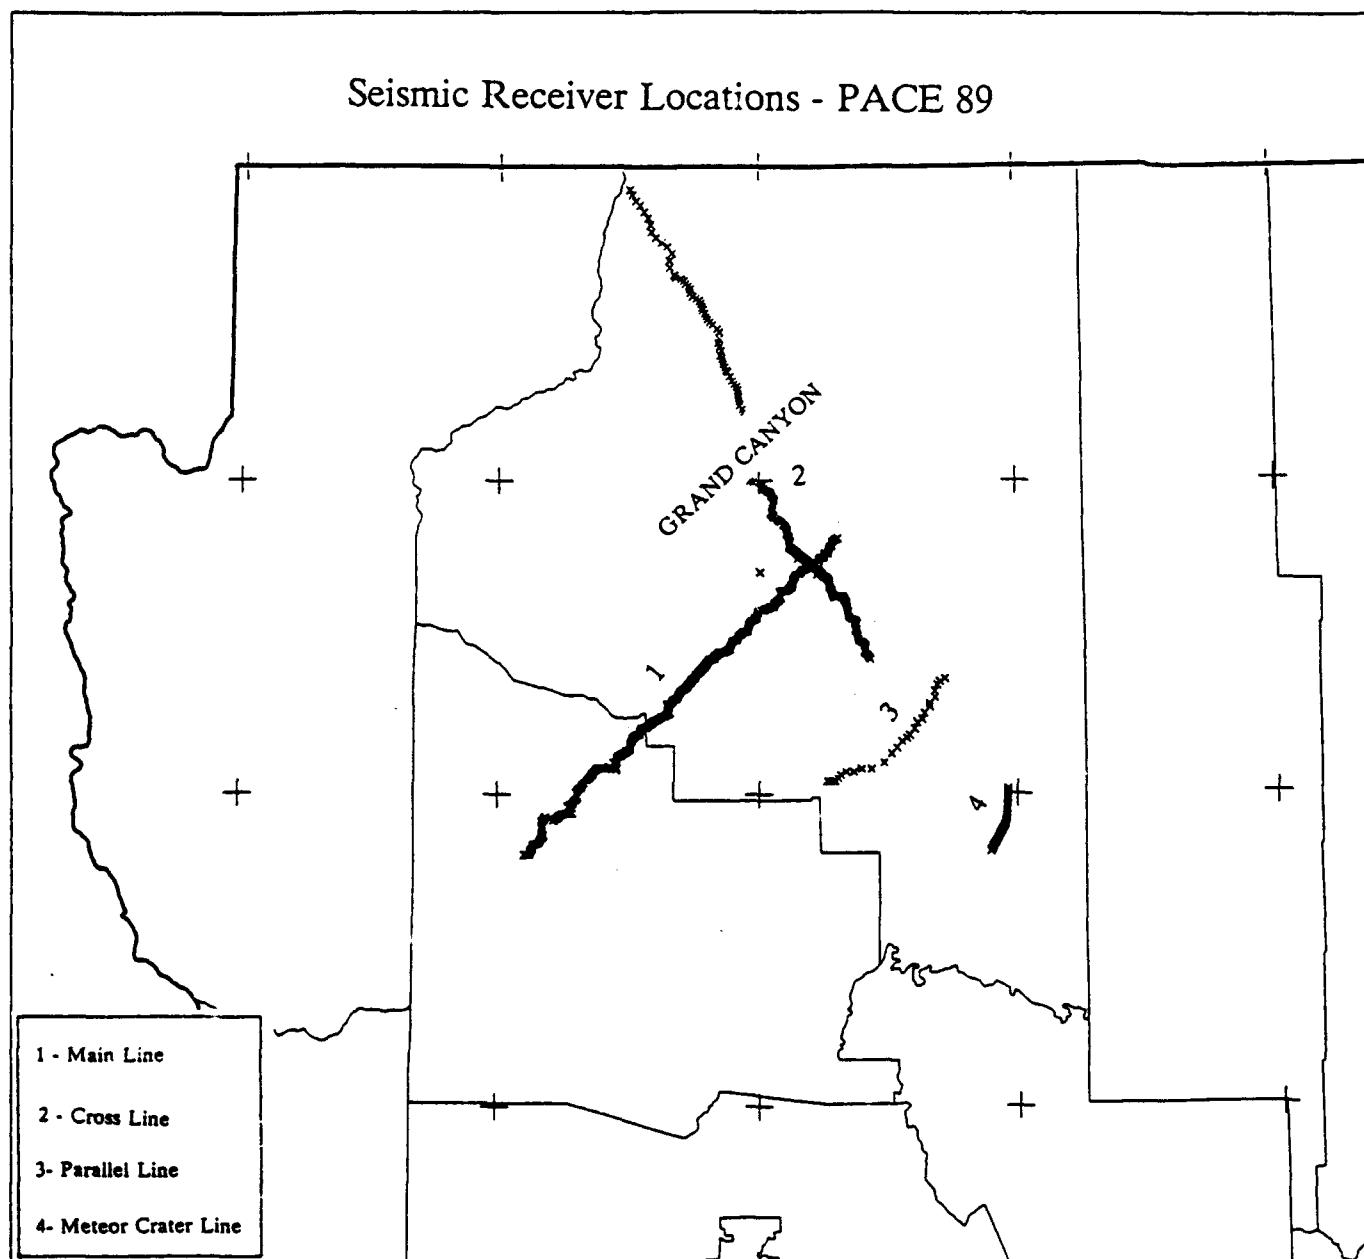 Seismic Receiver Locations - PACE 89
GRAND CANYON
2
1
3
4
1 - Main Line
2 - Cross Line
3- Parallel Line
4- Meteor Crater Line